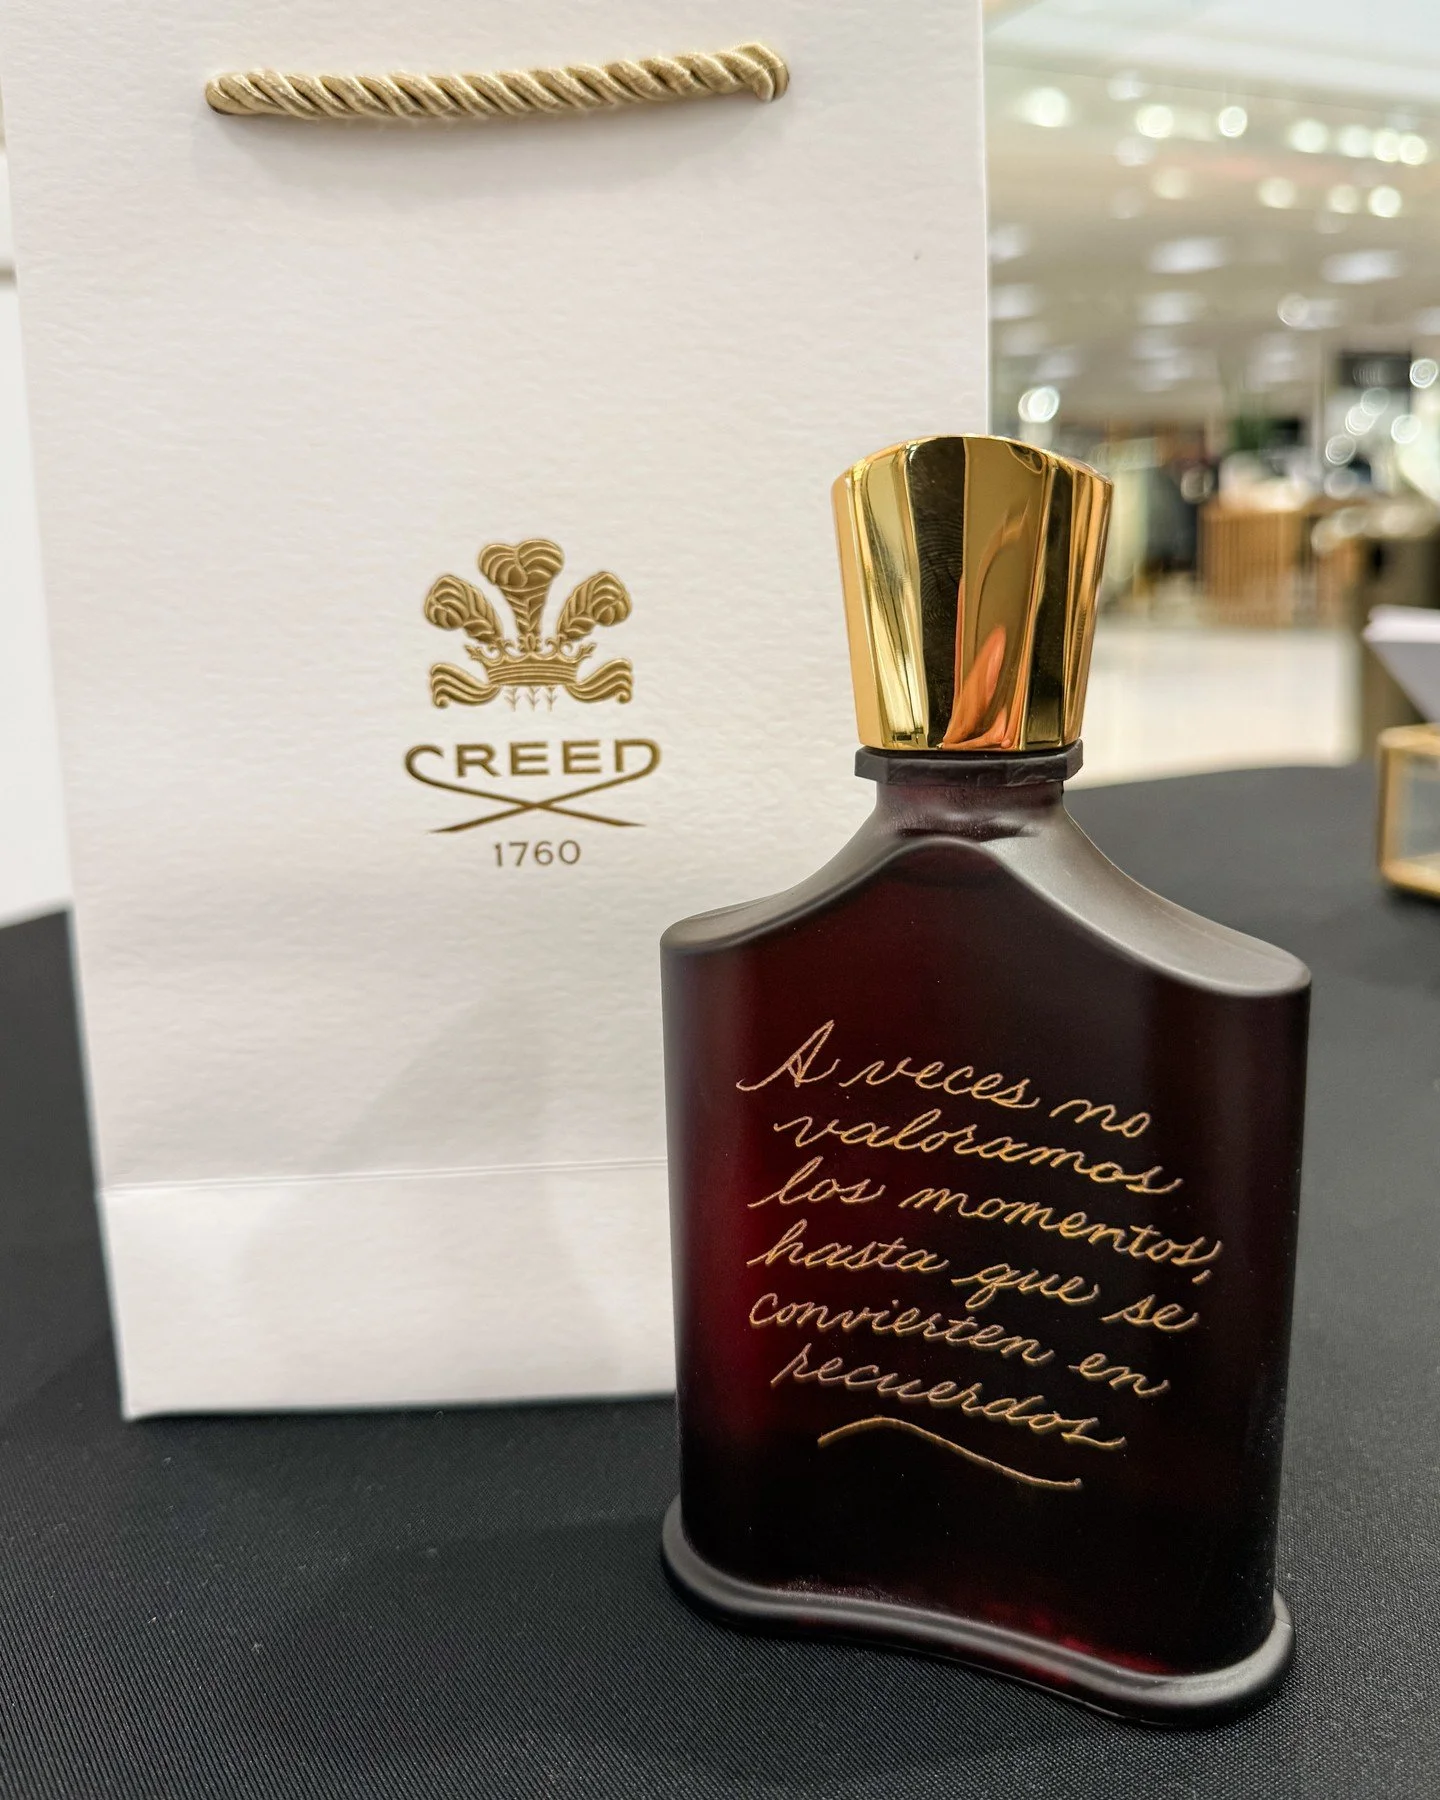 CREED
1760
A veces no
valoramos
los momentos,
hasta que se
convierten en
recuerdos